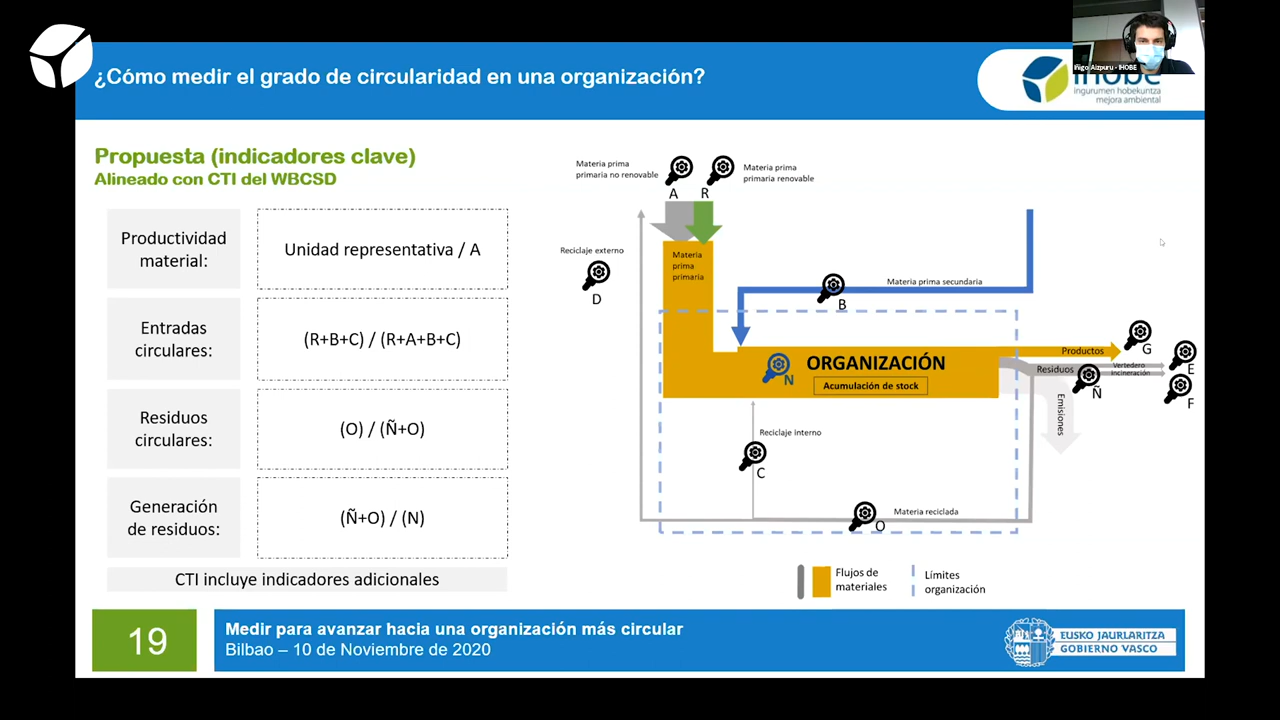 ¿Cómo medir el grado de circularidad en una organización?
Iñigo Aizpuru - IHOBE
ihobe
ingurumen hobekuntza
mejora ambiental
Propuesta (indicadores clave)
Alineado con CTI del WBCSD
Productividad
material:
Unidad representativa / A
Entradas
circulares:
(R+B+C) / (R+A+B+C)
Residuos
circulares:
(O) / (Ñ+O)
Generación
de residuos:
(Ñ+O) / (N)
CTI incluye indicadores adicionales
Materia prima
primaria no renovable
A
R
Materia prima
primaria renovable
Reciclaje externo
D
Materia
prima
primaria
Materia prima secundaria
B
N
ORGANIZACIÓN
Acumulación de stock
Productos
G
Residuos
Vertedero
Incineración
E
Ñ
F
Emisiones
Reciclaje interno
C
Materia reciclada
O
Flujos de
materiales
Límites
organización
19
Medir para avanzar hacia una organización más circular
Bilbao – 10 de Noviembre de 2020
EUSKO JAURLARITZA
GOBIERNO VASCO